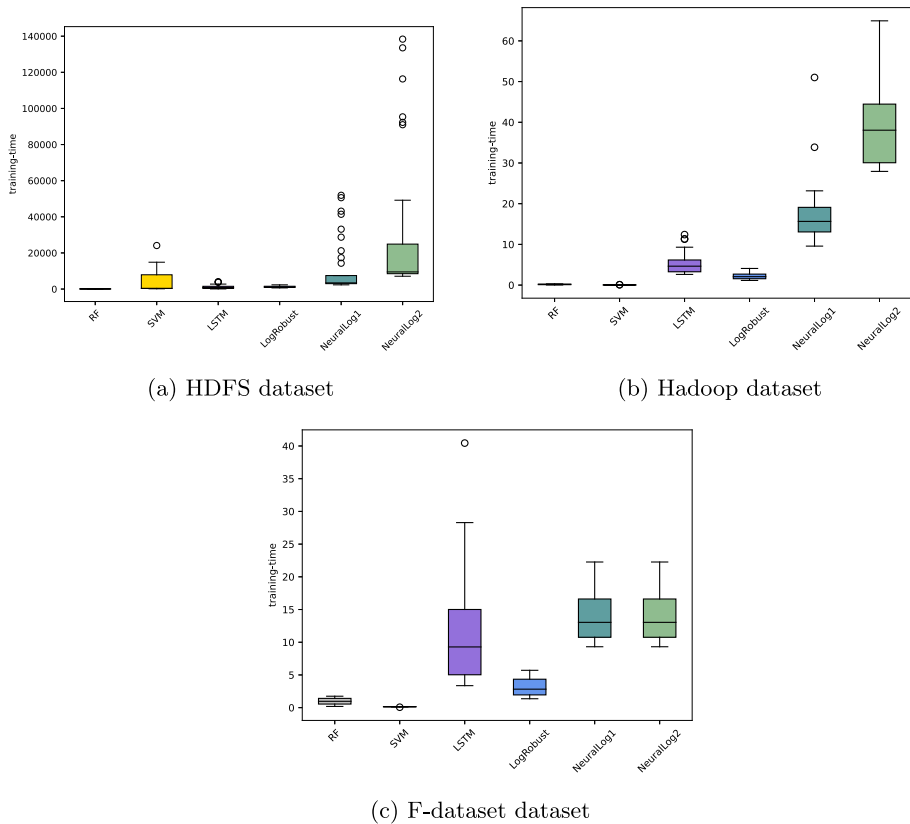 140000
120000
100000
80000
60000
40000
20000
0
training-time
RF
SVM
LSTM
LogRobust
NeuralLog1
NeuralLog2
(a) HDFS dataset
60
50
40
30
20
10
0
training-time
RF
SVM
LSTM
LogRobust
NeuralLog1
NeuralLog2
(b) Hadoop dataset
40
35
30
25
20
15
10
5
0
training-time
RF
SVM
LSTM
LogRobust
NeuralLog1
NeuralLog2
(c) F-dataset dataset